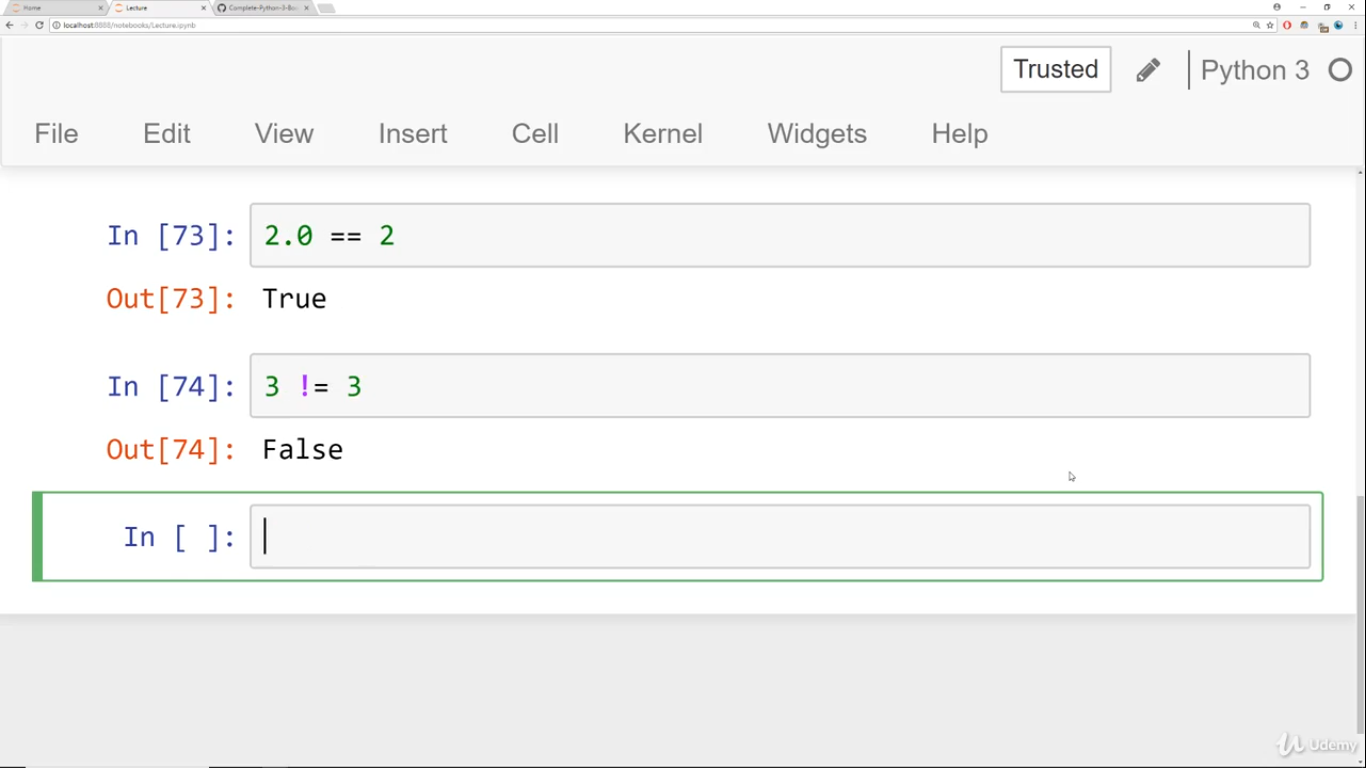 Home
Lecture
Complete-Python-3-Boo
localhost:8888/notebooks/Lecture.ipynb
Trusted
Python 3
File Edit View Insert Cell Kernel Widgets Help
In [73]: 2.0 == 2
Out[73]: True
In [74]: 3 != 3
Out[74]: False
In [ ]:
Udemy